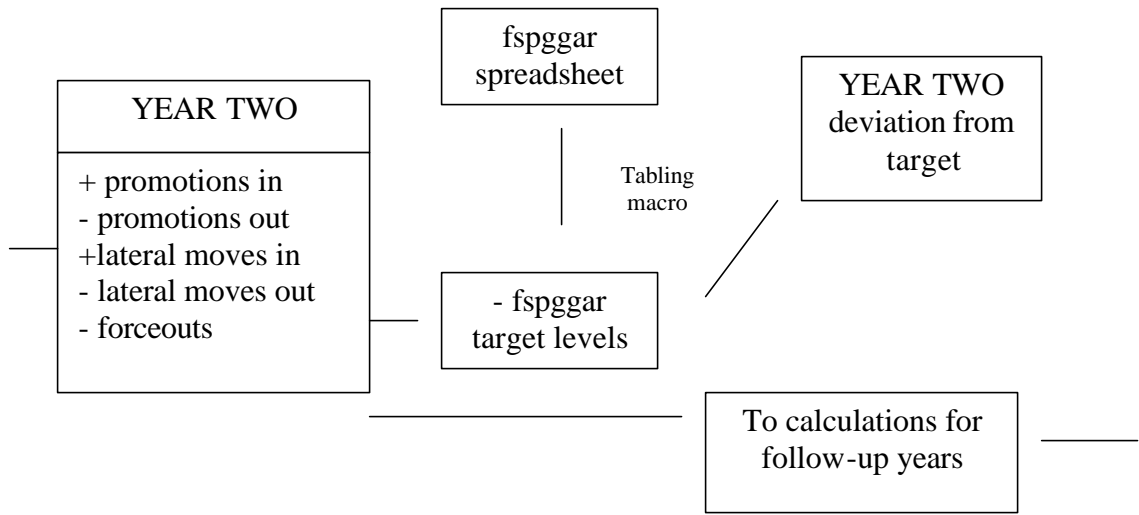 fspggar
spreadsheet
YEAR TWO
+ promotions in
- promotions out
+lateral moves in
- lateral moves out
- forceouts
Tabling
macro
YEAR TWO
deviation from
target
- fspggar
target levels
To calculations for
follow-up years